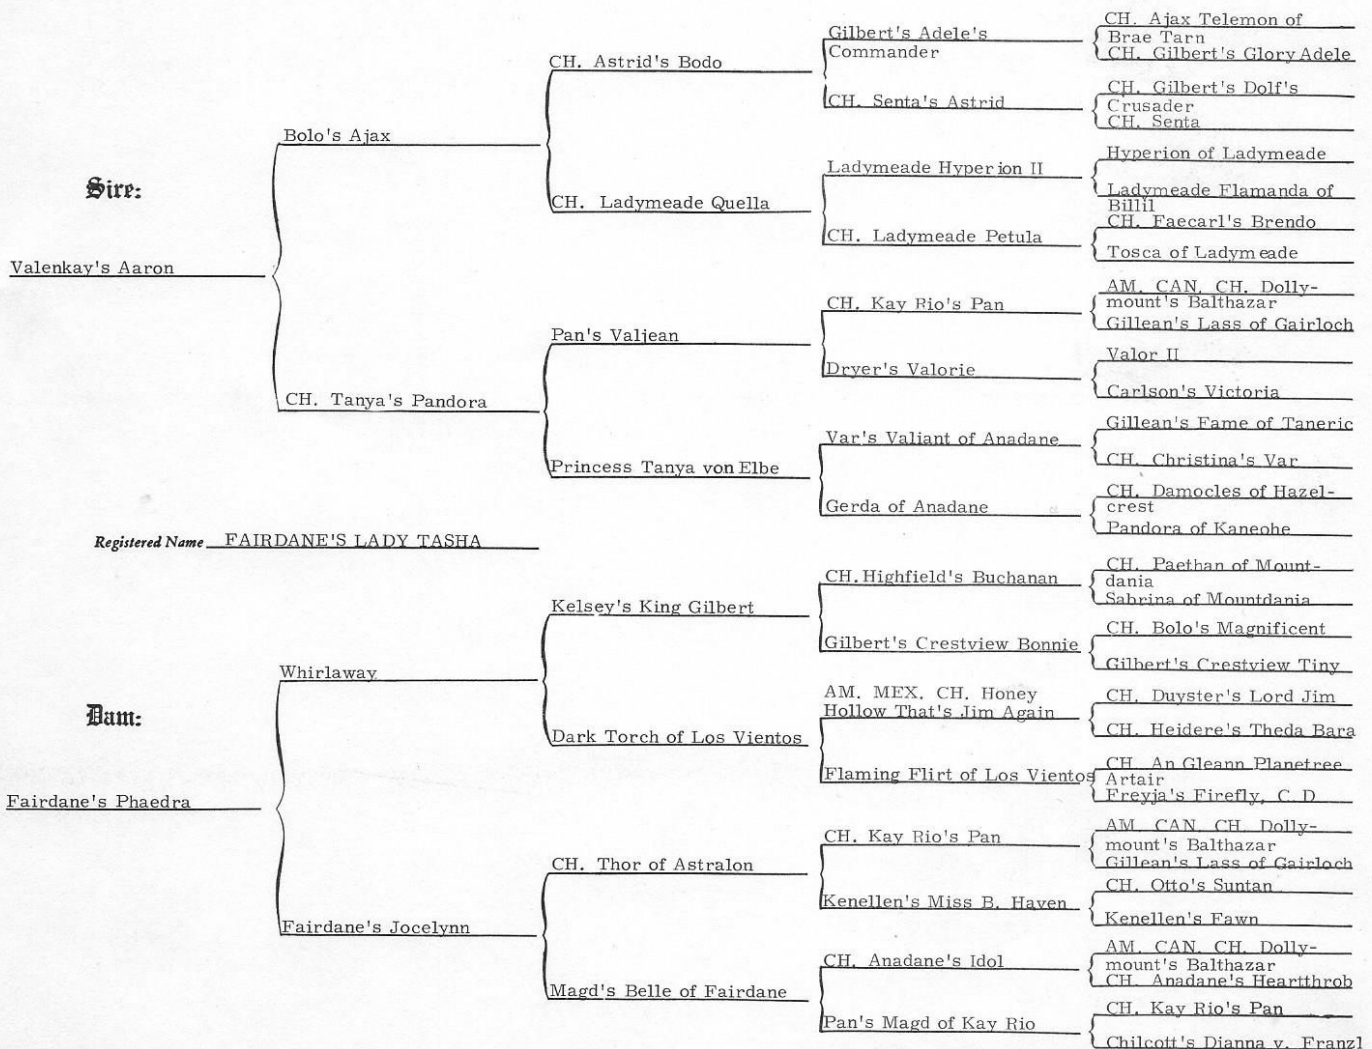 Sire:
Valenkay's Aaron
Bolo's Ajax
CH. Tanya's Pandora
CH. Astrid's Bodo
CH. Ladymeade Quella
Pan's Valjean
Princess Tanya von Elbe
Gilbert's Adele's
Commander
CH. Senta's Astrid
Ladymeade Hyperion II
CH. Ladymeade Petula
CH. Kay Rio's Pan
Dryer's Valorie
Var's Valiant of Anadane
Gerda of Anadane
CH. Ajax Telemon of
Brae Tarn
CH. Gilbert's Glory Adele
CH. Gilbert's Dolf's
Crusader
CH. Senta
Hyperion of Ladymeade
Ladymeade Flamanda of
Billil
CH. Faecarl's Brendo
Tosca of Ladymeade
AM. CAN. CH. Dolly-
mount's Balthazar
Gillean's Lass of Gairloch
Valor II
Carlson's Victoria
Gillean's Fame of Taneric
CH. Christina's Var
CH. Damocles of Hazel-
crest
Pandora of Kaneohe
Registered Name FAIRDANE'S LADY TASHA
Dam:
Fairdane's Phaedra
Whirlaway
Fairdane's Jocelynn
Kelsey's King Gilbert
Dark Torch of Los Vientos
CH. Thor of Astralon
Magd's Belle of Fairdane
CH. Highfield's Buchanan
Gilbert's Crestview Bonnie
AM. MEX. CH. Honey
Hollow That's Jim Again
Flaming Flirt of Los Vientos
CH. Kay Rio's Pan
Kenellen's Miss B. Haven
CH. Anadane's Idol
Pan's Magd of Kay Rio
CH. Paethan of Mount-
dania
Sabrina of Mountdania
CH. Bolo's Magnificent
Gilbert's Crestview Tiny
CH. Duyster's Lord Jim
CH. Heidere's Theda Bara
CH. An Gleann Planetree
Artair
Freyja's Firefly, C.D
AM. CAN. CH. Dolly-
mount's Balthazar
Gillean's Lass of Gairloch
CH. Otto's Suntan
Kenellen's Fawn
AM. CAN. CH. Dolly-
mount's Balthazar
CH. Anadane's Heartthrob
CH. Kay Rio's Pan
Chilcott's Dianna v. Franzl